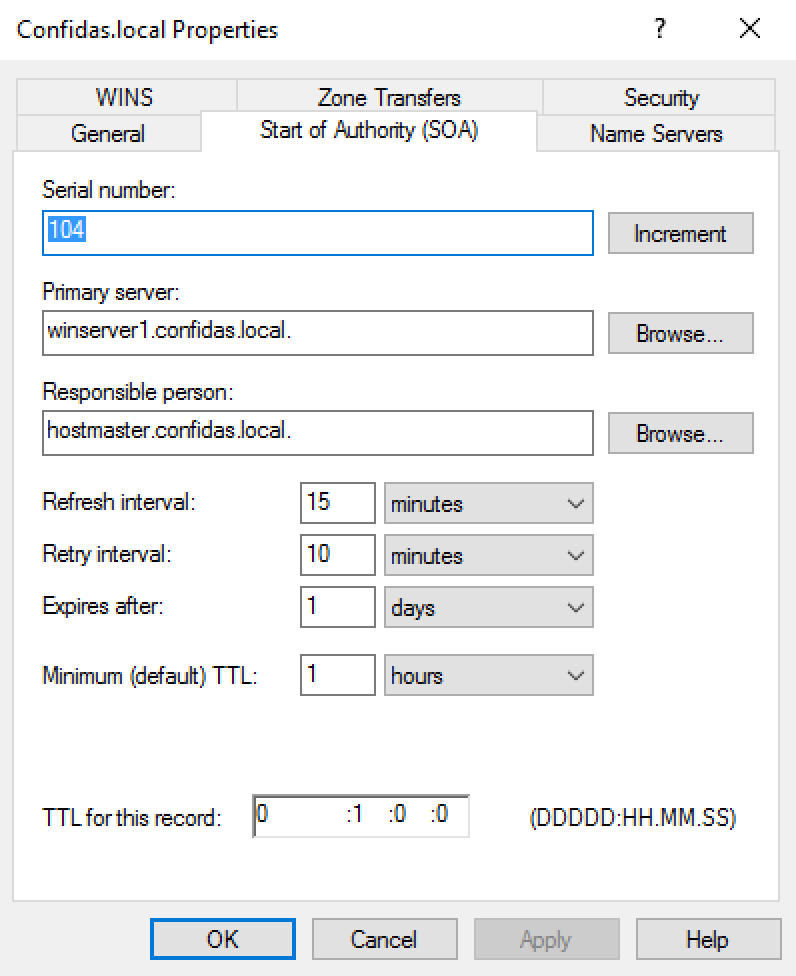 Confidas.local Properties ? ✕
WINS Zone Transfers Security
General Start of Authority (SOA) Name Servers
Serial number:
104 Increment
Primary server:
winserver1.confidas.local. Browse...
Responsible person:
hostmaster.confidas.local. Browse...
Refresh interval: 15 minutes
Retry interval: 10 minutes
Expires after: 1 days
Minimum (default) TTL: 1 hours
TTL for this record: 0 :1 :0 :0 (DDDDD:HH.MM.SS)
OK Cancel Apply Help